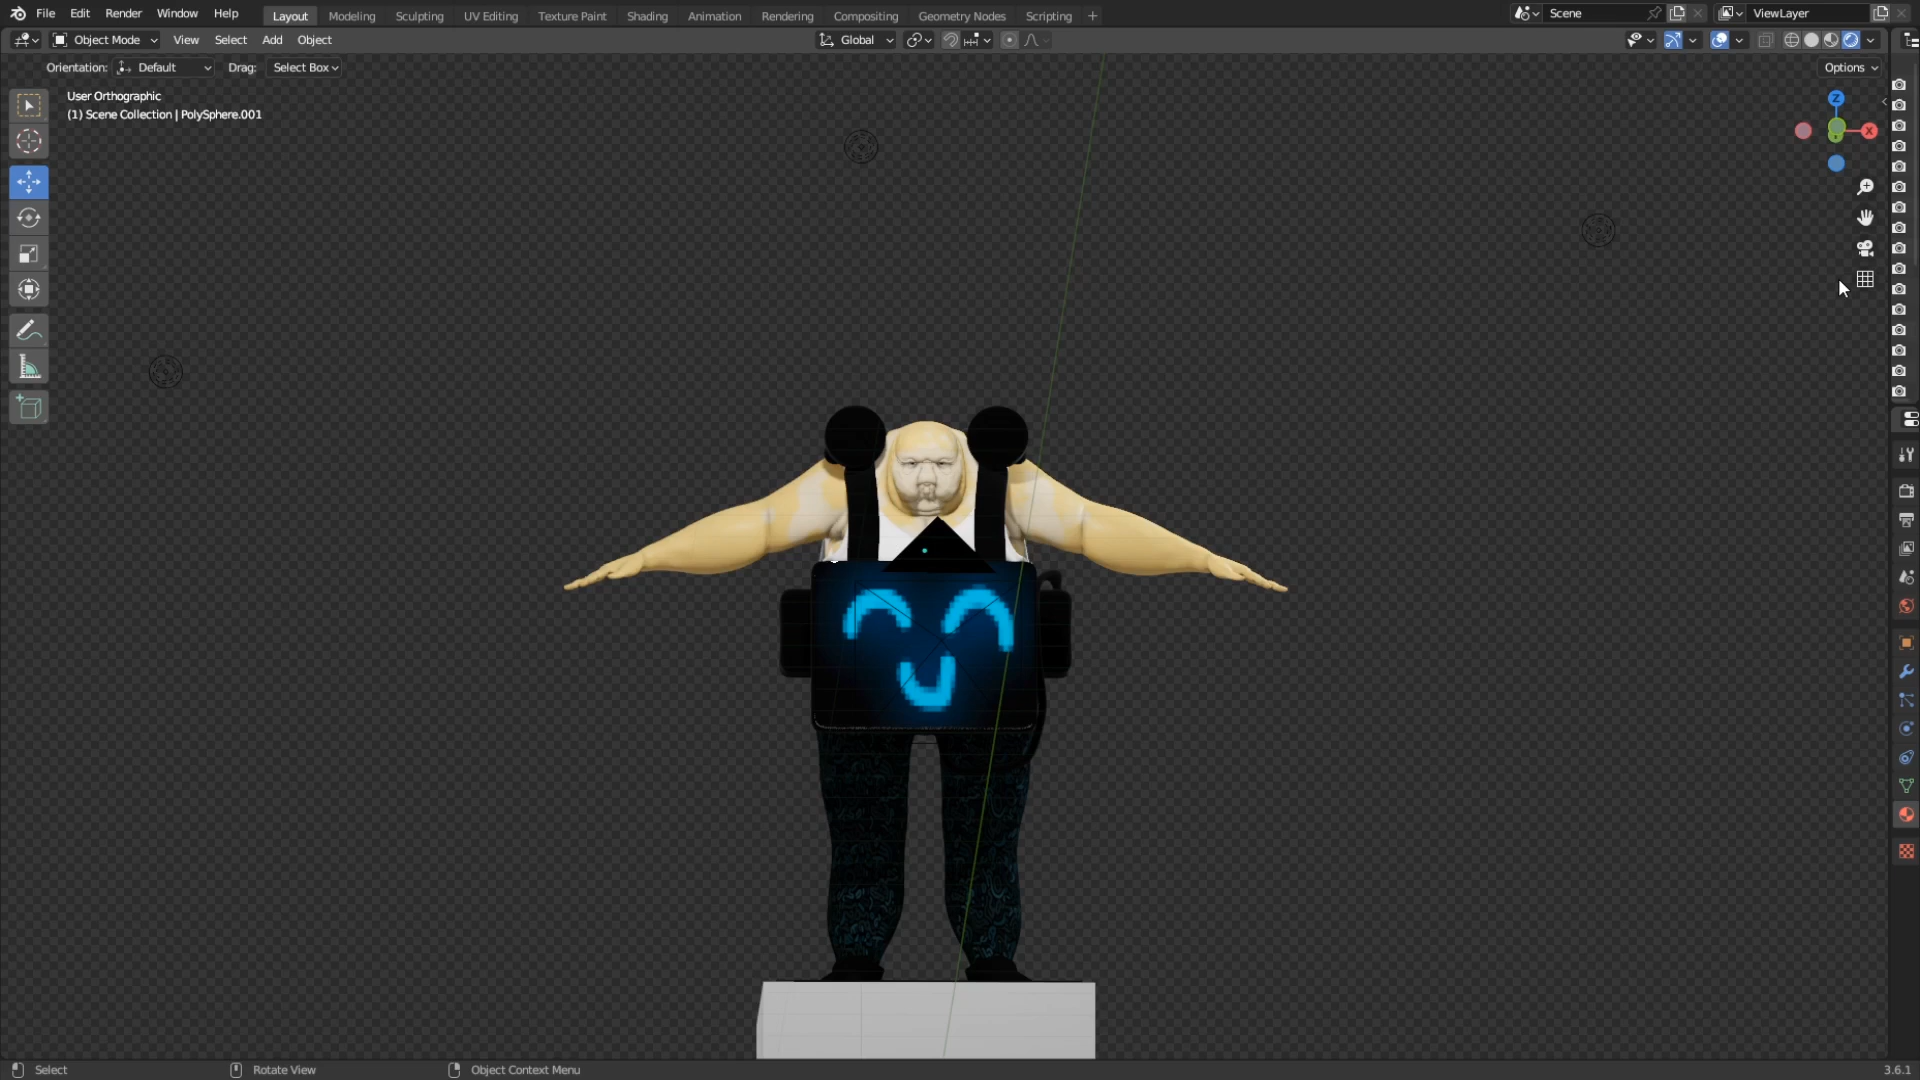 File Edit Render Window Help Layout Modeling Sculpting UV Editing Texture Paint Shading Animation Rendering Compositing Geometry Nodes Scripting + Scene ViewLayer
Object Mode View Select Add Object Global
Orientation: Default Drag: Select Box Options
User Orthographic
(1) Scene Collection | PolySphere.001
Z
X
Select Rotate View Object Context Menu 3.6.1